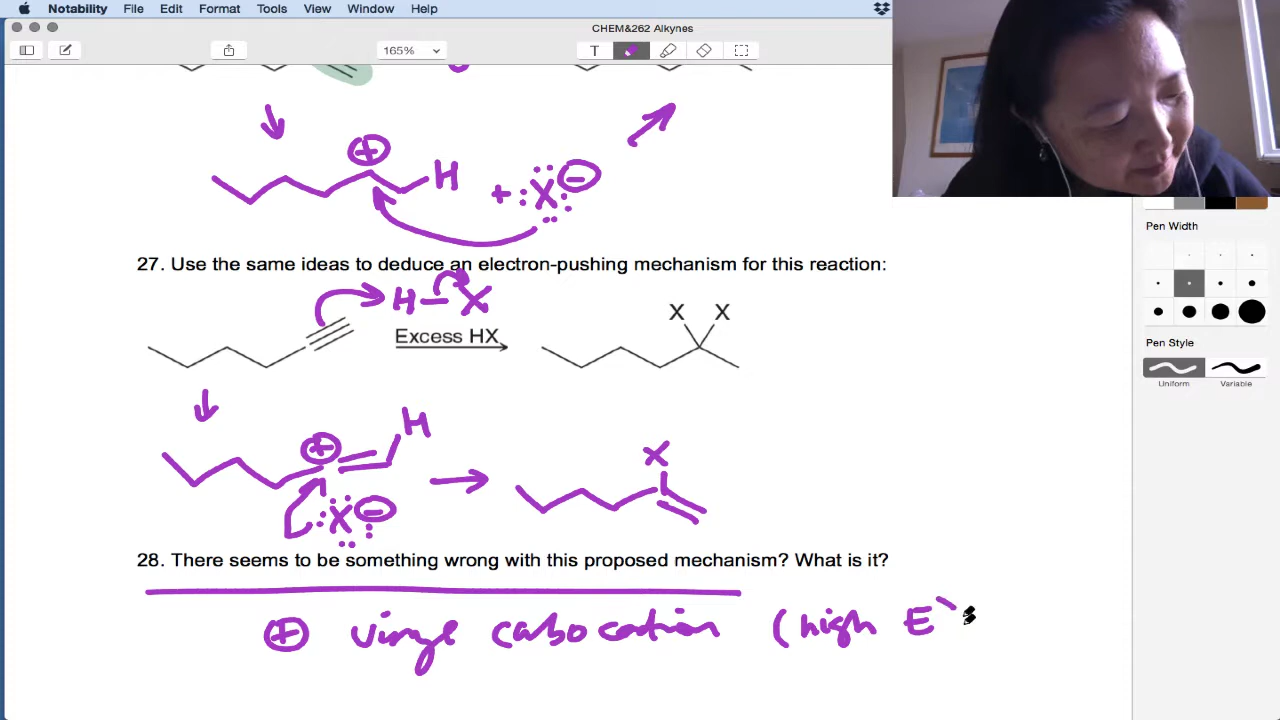 Notability File Edit Format Tools View Window Help
CHEM&262 Alkynes
165% T
⊕ H + X ⊖
27. Use the same ideas to deduce an electron-pushing mechanism for this reaction:
H — X
X X
Excess HX
H
⊕ X
X ⊖
28. There seems to be something wrong with this proposed mechanism? What is it?
⊕ vinyl cabocation (high E
Pen Width
Pen Style
Uniform Variable